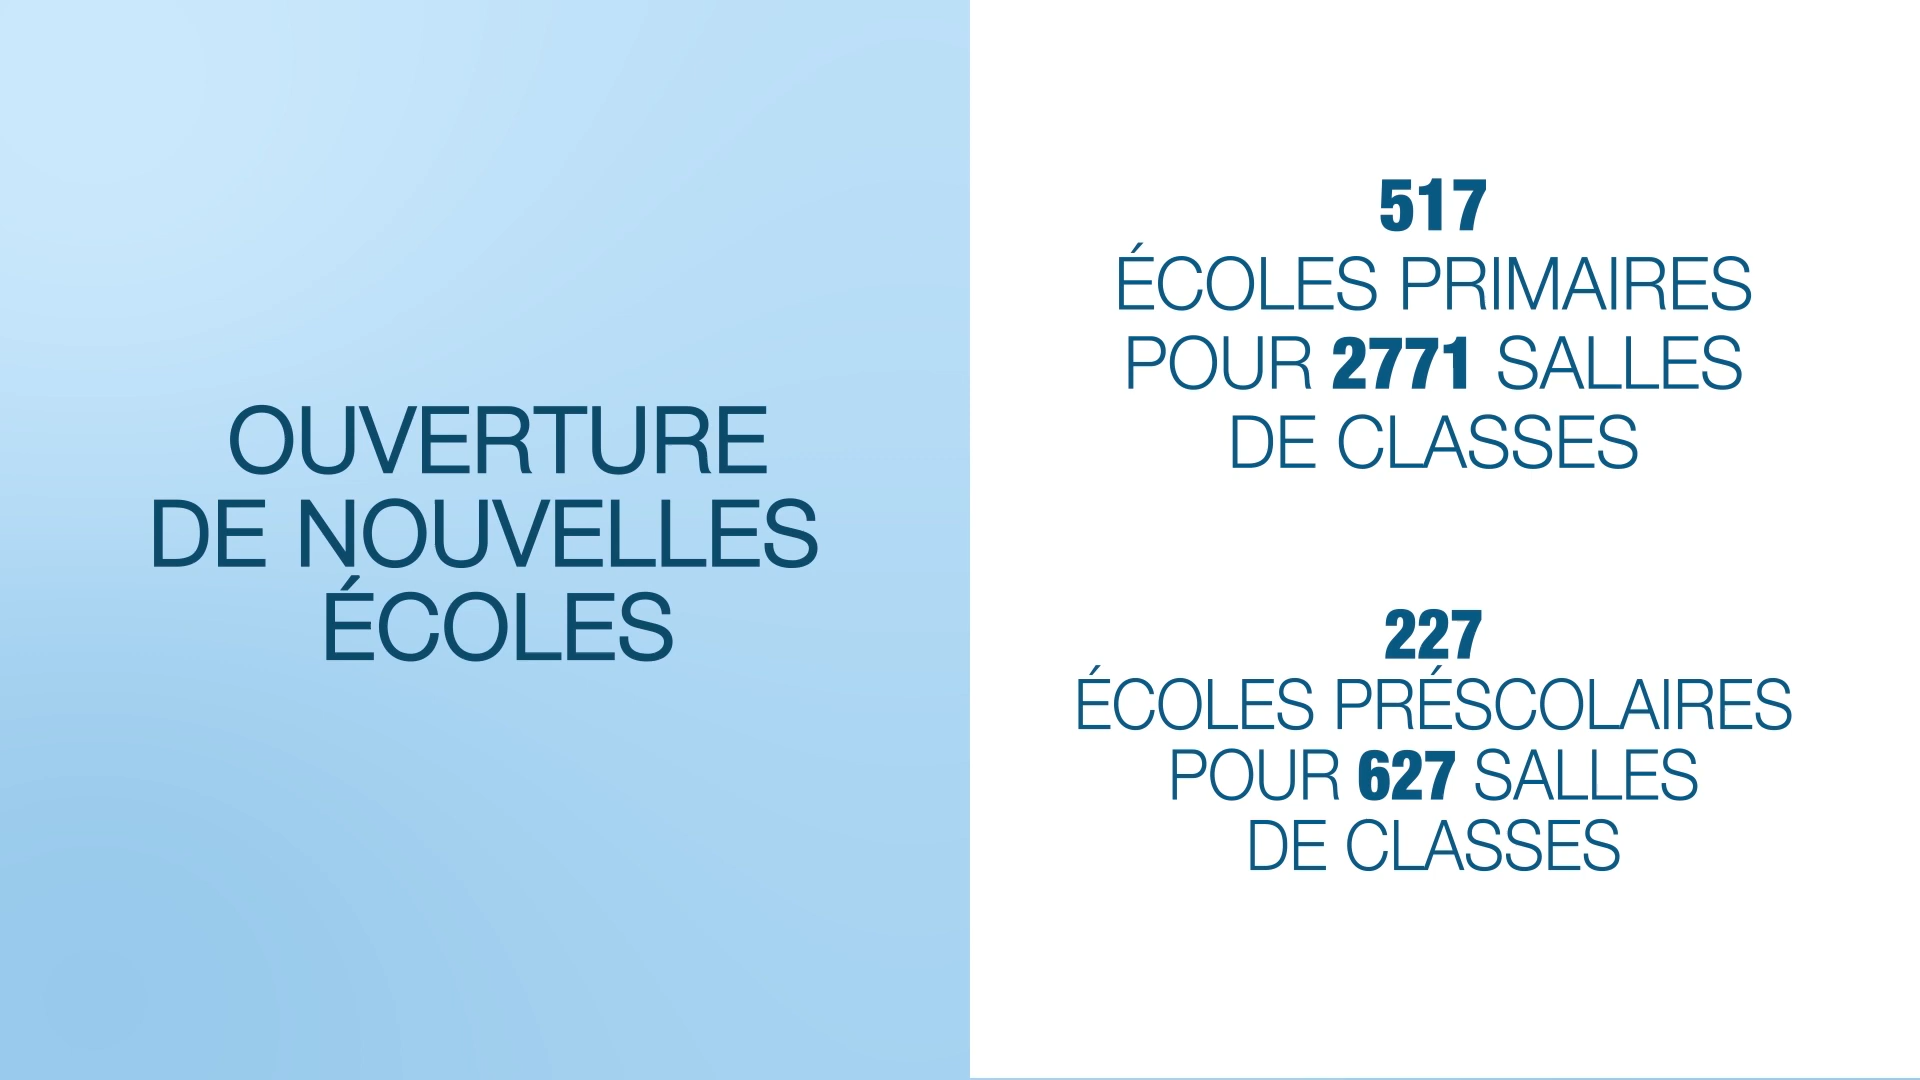 OUVERTURE
DE NOUVELLES
ÉCOLES
517
ÉCOLES PRIMAIRES
POUR 2771 SALLES
DE CLASSES
227
ÉCOLES PRÉSCOLAIRES
POUR 627 SALLES
DE CLASSES